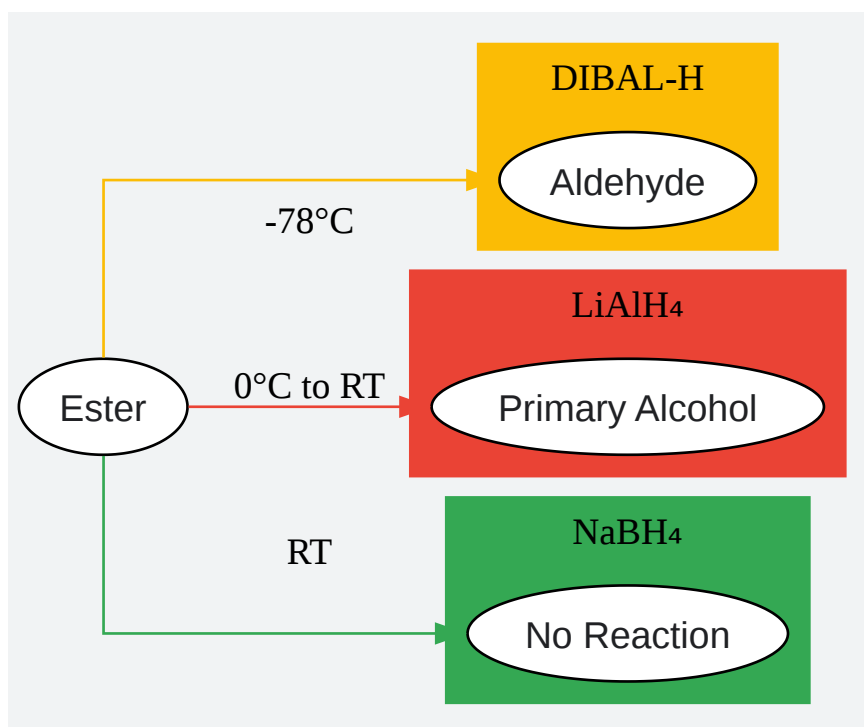 DIBAL-H
Aldehyde
-78°C
LiAlH₄
0°C to RT
Ester
Primary Alcohol
NaBH₄
RT
No Reaction